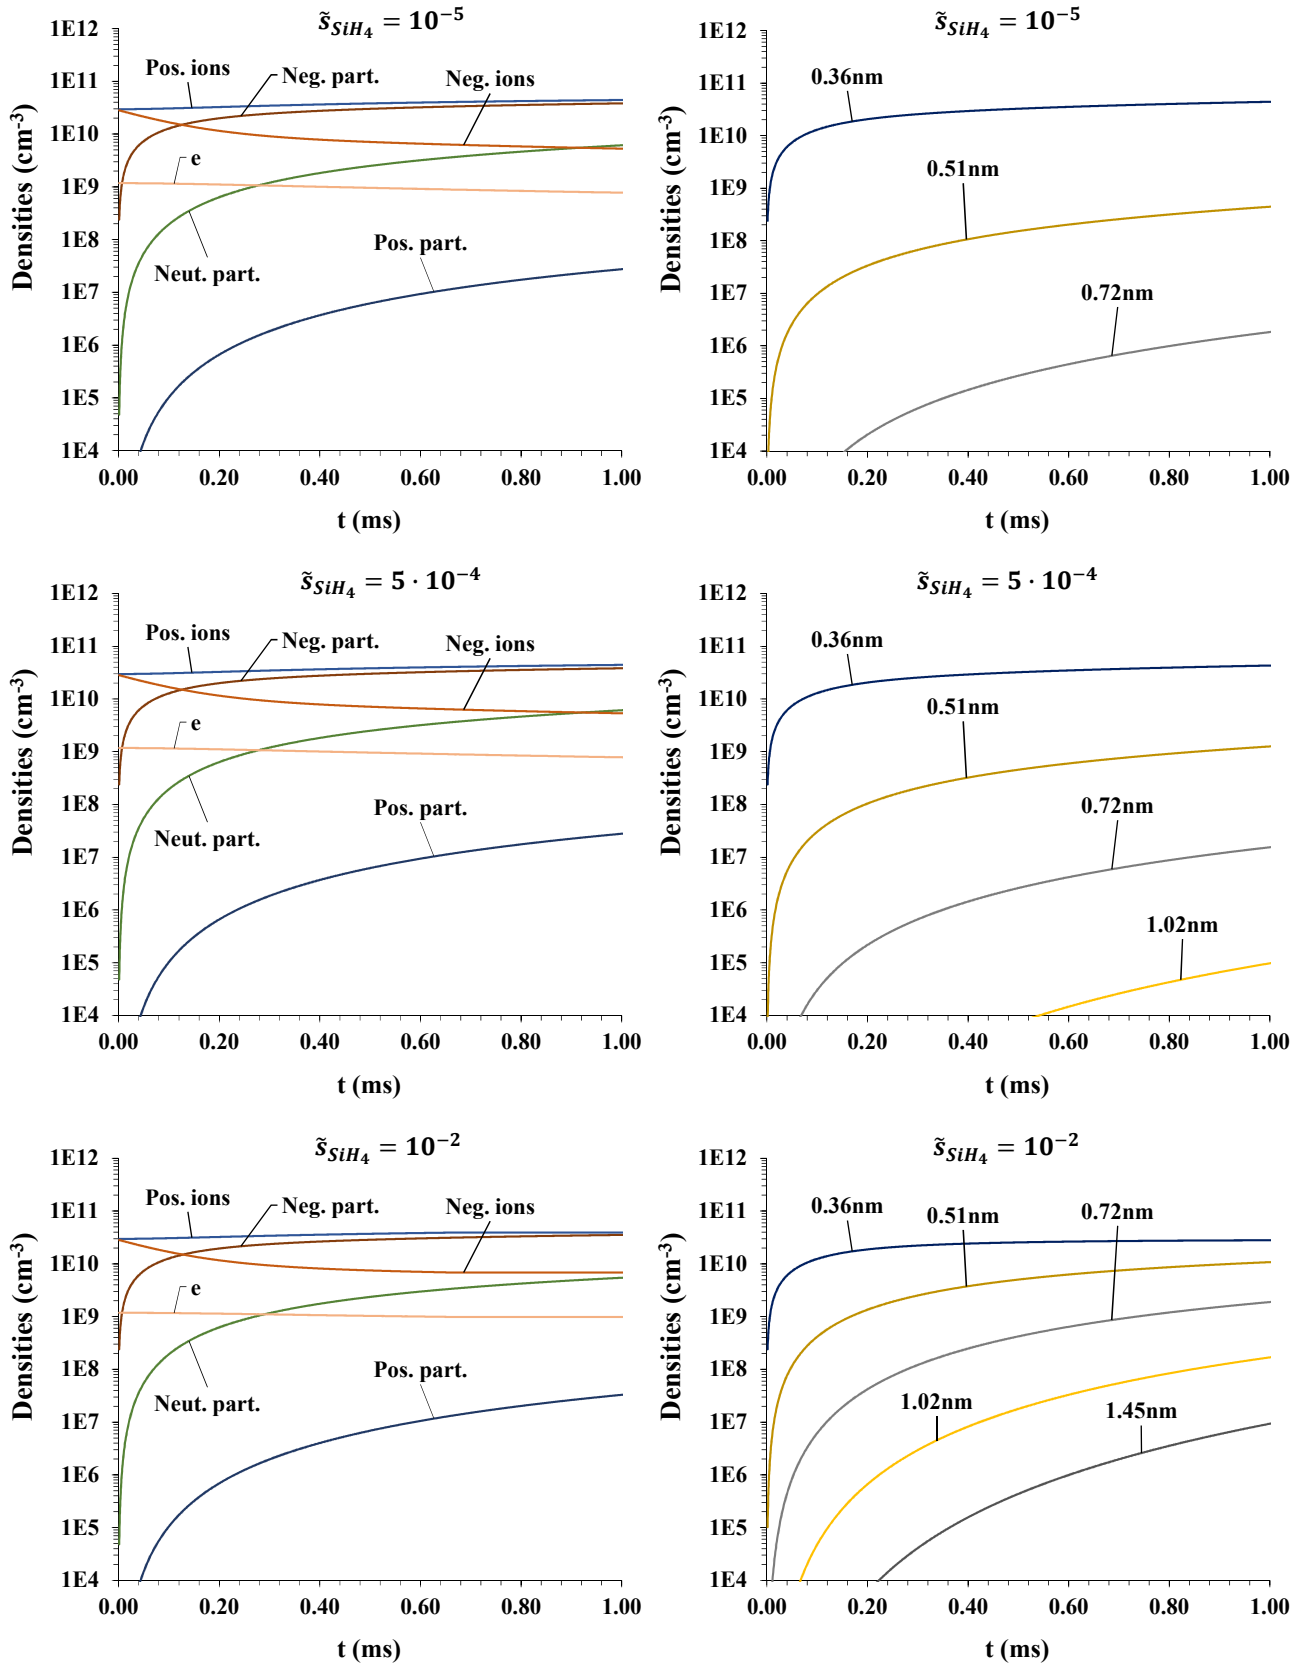 s̃_SiH₄ = 10⁻⁵
1E12
1E11
1E10
1E9
1E8
1E7
1E6
1E5
1E4
Densities (cm⁻³)
Pos. ions
Neg. part.
Neg. ions
e
Pos. part.
Neut. part.
0.00 0.20 0.40 0.60 0.80 1.00
t (ms)
s̃_SiH₄ = 10⁻⁵
1E12
1E11
1E10
1E9
1E8
1E7
1E6
1E5
1E4
Densities (cm⁻³)
0.36nm
0.51nm
0.72nm
0.00 0.20 0.40 0.60 0.80 1.00
t (ms)
s̃_SiH₄ = 5 · 10⁻⁴
1E12
1E11
1E10
1E9
1E8
1E7
1E6
1E5
1E4
Densities (cm⁻³)
Pos. ions
Neg. part.
Neg. ions
e
Pos. part.
Neut. part.
0.00 0.20 0.40 0.60 0.80 1.00
t (ms)
s̃_SiH₄ = 5 · 10⁻⁴
1E12
1E11
1E10
1E9
1E8
1E7
1E6
1E5
1E4
Densities (cm⁻³)
0.36nm
0.51nm
0.72nm
1.02nm
0.00 0.20 0.40 0.60 0.80 1.00
t (ms)
s̃_SiH₄ = 10⁻²
1E12
1E11
1E10
1E9
1E8
1E7
1E6
1E5
1E4
Densities (cm⁻³)
Pos. ions
Neg. part.
Neg. ions
e
Pos. part.
Neut. part.
0.00 0.20 0.40 0.60 0.80 1.00
t (ms)
s̃_SiH₄ = 10⁻²
1E12
1E11
1E10
1E9
1E8
1E7
1E6
1E5
1E4
Densities (cm⁻³)
0.36nm
0.51nm
0.72nm
1.02nm
1.45nm
0.00 0.20 0.40 0.60 0.80 1.00
t (ms)